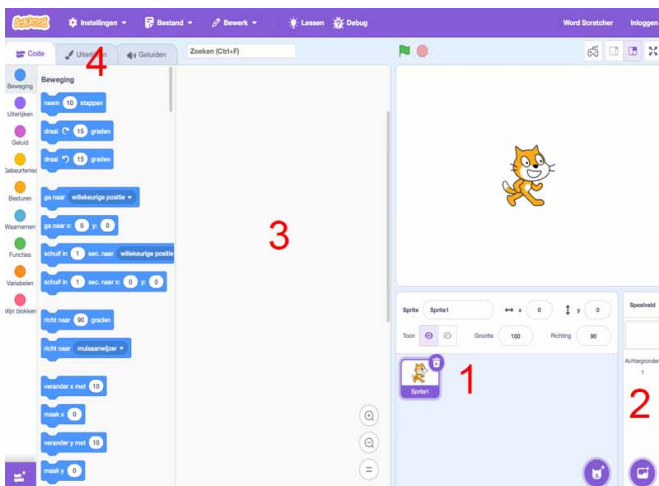 SCRATCH Instellingen Bestand Bewerk Lessen Debug Word Scratcher Inloggen
Code Uiterlijken Geluiden Zoeken (Ctrl+F)
4
Beweging
Beweging
neem 10 stappen
Uiterlijken
draai 15 graden
Geluid
draai 15 graden
Gebeurtenis
Besturen
ga naar willekeurige positie
Waarnemen
ga naar x: 0 y: 0
3
Functies
schuif in 1 sec. naar willekeurige positie
Variabelen
schuif in 1 sec. naar x: 0 y: 0
Mijn blokken
richt naar 90 graden
richt naar muisaanwijzer
verander x met 10
maak x 0
verander y met 10
maak y 0
Sprite Sprite1 x 0 y 0
Toon Grootte 100 Richting 90
Sprite1
1
Speelveld
Achtergronden
1
2